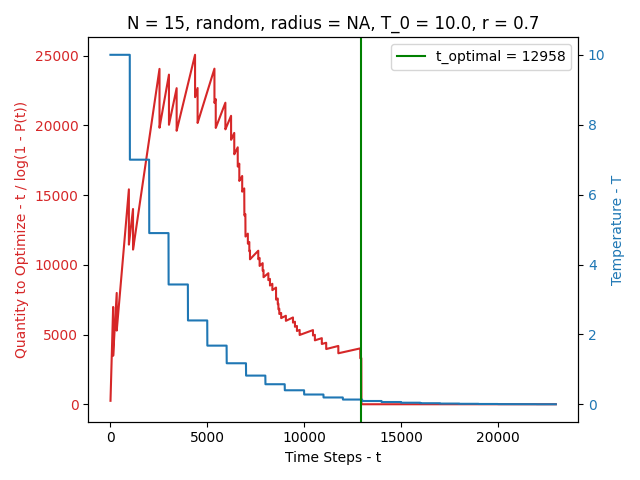 N = 15, random, radius = NA, T_0 = 10.0, r = 0.7
t_optimal = 12958
Quantity to Optimize - t / log(1 - P(t))
25000
20000
15000
10000
5000
0
10
8
6
4
2
0
Temperature - T
0 5000 10000 15000 20000
Time Steps - t